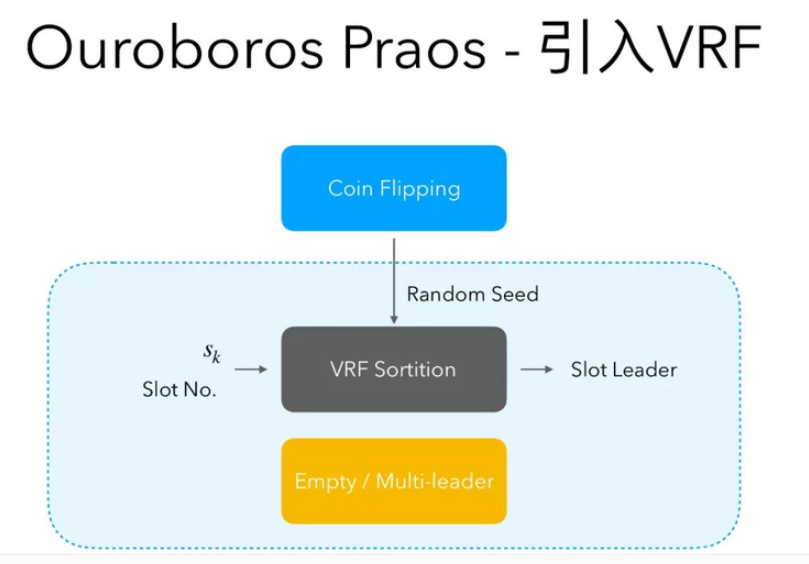 Ouroboros Praos - 引入VRF
Coin Flipping
Random Seed
sₖ
Slot No.
VRF Sortition
Slot Leader
Empty / Multi-leader